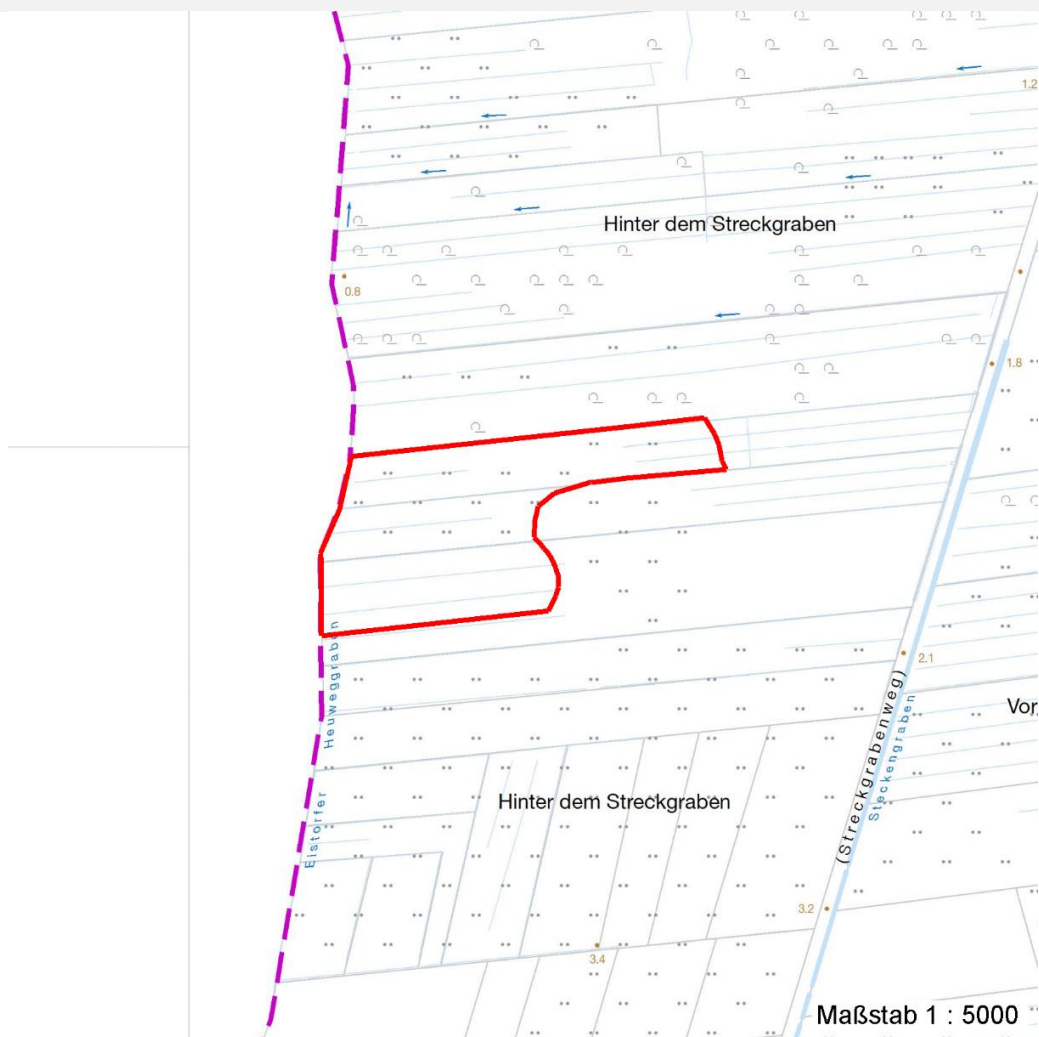 1.2
Hinter dem Streckgraben
0.8
1.8
2.1
Vor
Elstorfer Heuweggraben
(Streckgrabenweg)
Steckengraben
Hinter dem Streckgraben
3.2
3.4
Maßstab 1 : 5000